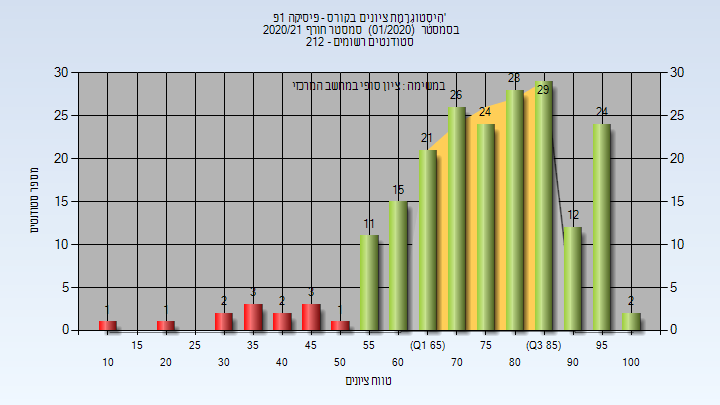 'היסטוגרמת ציונים בקורס - פיסיקה 1פ
בסמסטר (01/2020) סמסטר חורף 2020/21
סטודנטים רשומים - 212
במשימה : ציון סופי במחשב המרכזי
מספר סטודנטים
30 25 20 15 10 5 0
30 25 20 15 10 5 0
1 1 2 3 2 3 1 11 15 21 26 24 28 29 12 24 2
15 25 35 45 55 (Q1 65) 75 (Q3 85) 95
10 20 30 40 50 60 70 80 90 100
טווח ציונים